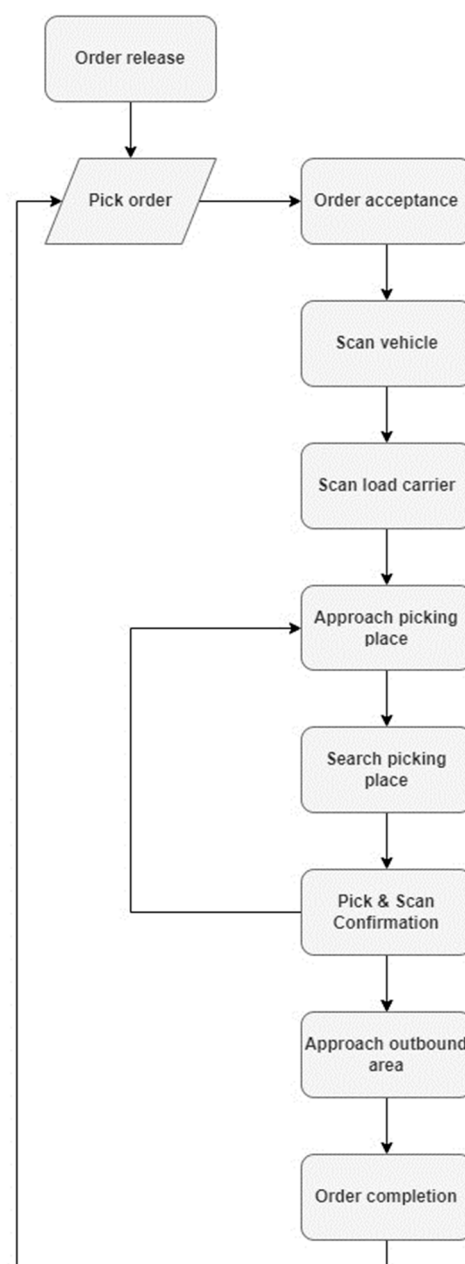 Order release
Pick order
Order acceptance
Scan vehicle
Scan load carrier
Approach picking
place
Search picking
place
Pick & Scan
Confirmation
Approach outbound
area
Order completion